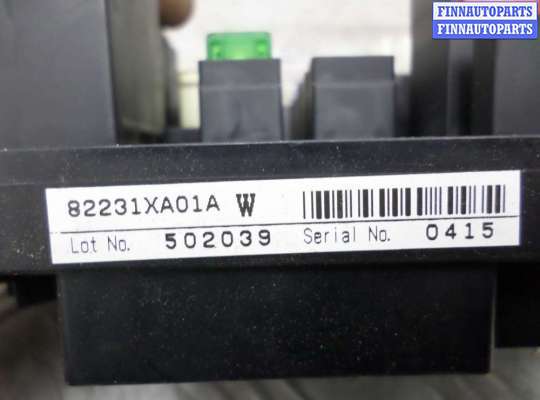 FINNAUTOPARTS
FINNAUTOPARTS
82231XA01A W
Lot No. 502039 Serial No. 0415